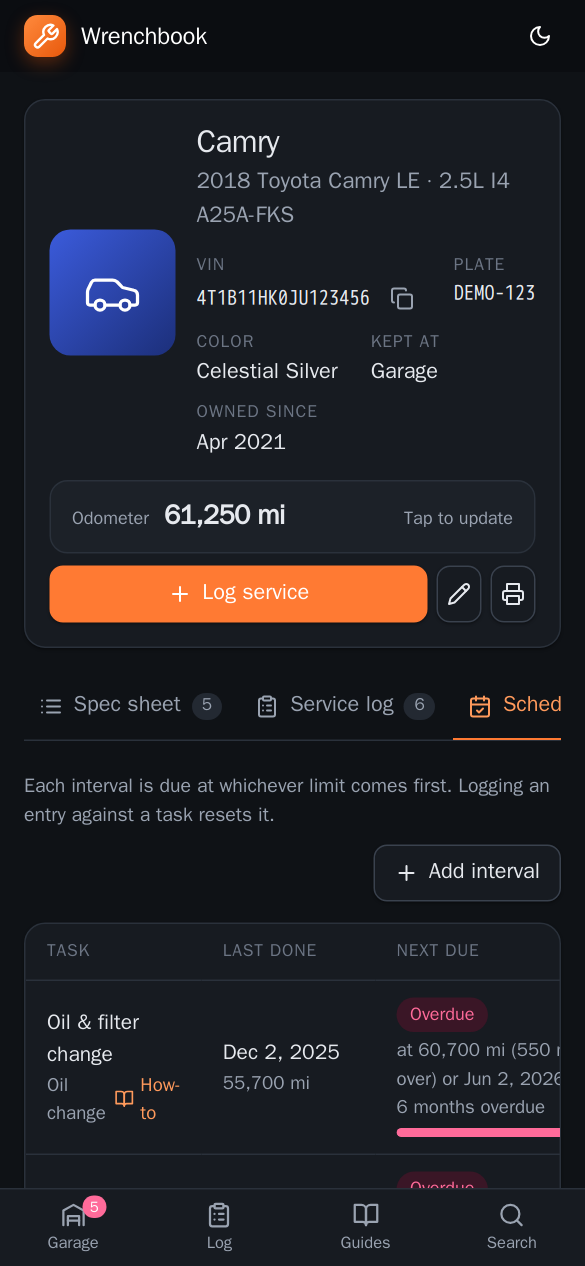 Wrenchbook
Camry
2018 Toyota Camry LE · 2.5L I4
A25A-FKS
VIN
4T1B11HK0JU123456
PLATE
DEMO-123
COLOR
Celestial Silver
KEPT AT
Garage
OWNED SINCE
Apr 2021
Odometer 61,250 mi Tap to update
+ Log service
Spec sheet 5 Service log 6 Sched
Each interval is due at whichever limit comes first. Logging an
entry against a task resets it.
+ Add interval
TASK LAST DONE NEXT DUE
Oil & filter
change
Oil
change
How-
to
Dec 2, 2025
55,700 mi
Overdue
at 60,700 mi (550
over) or Jun 2, 2026
6 months overdue
Overdue
5
Garage Log Guides Search